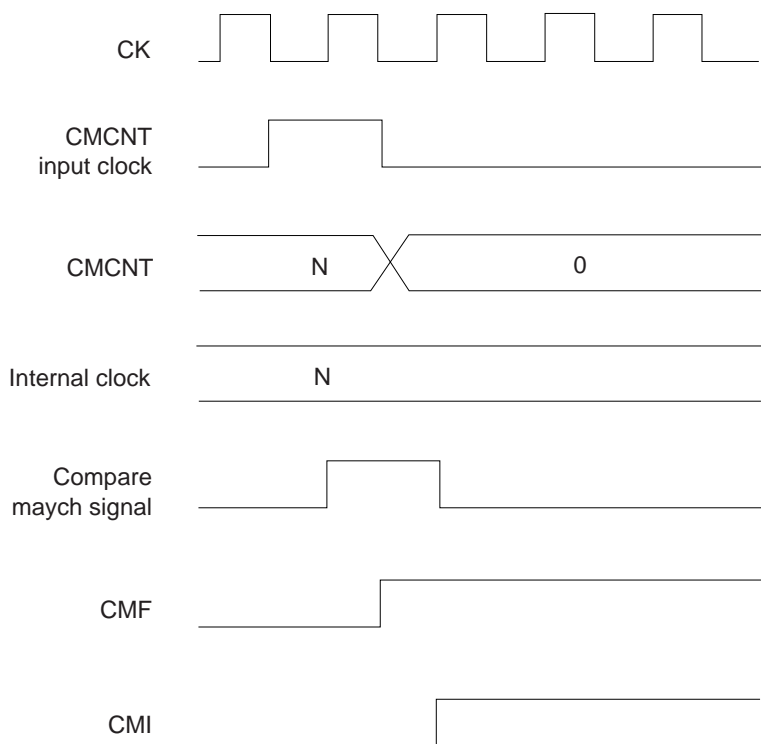 CK
CMCNT
input clock
CMCNT
N
0
Internal clock
N
Compare
maych signal
CMF
CMI